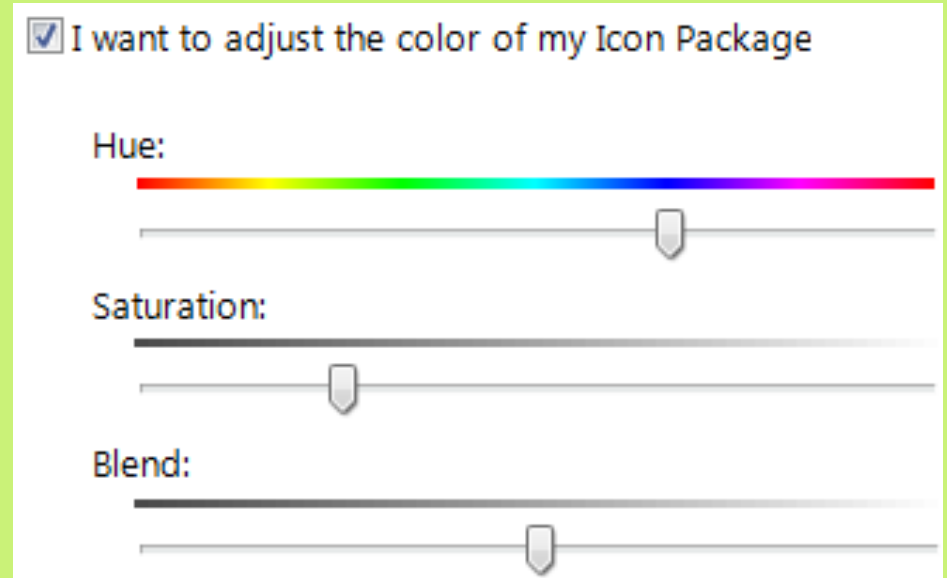 I want to adjust the color of my Icon Package
Hue:
Saturation:
Blend: